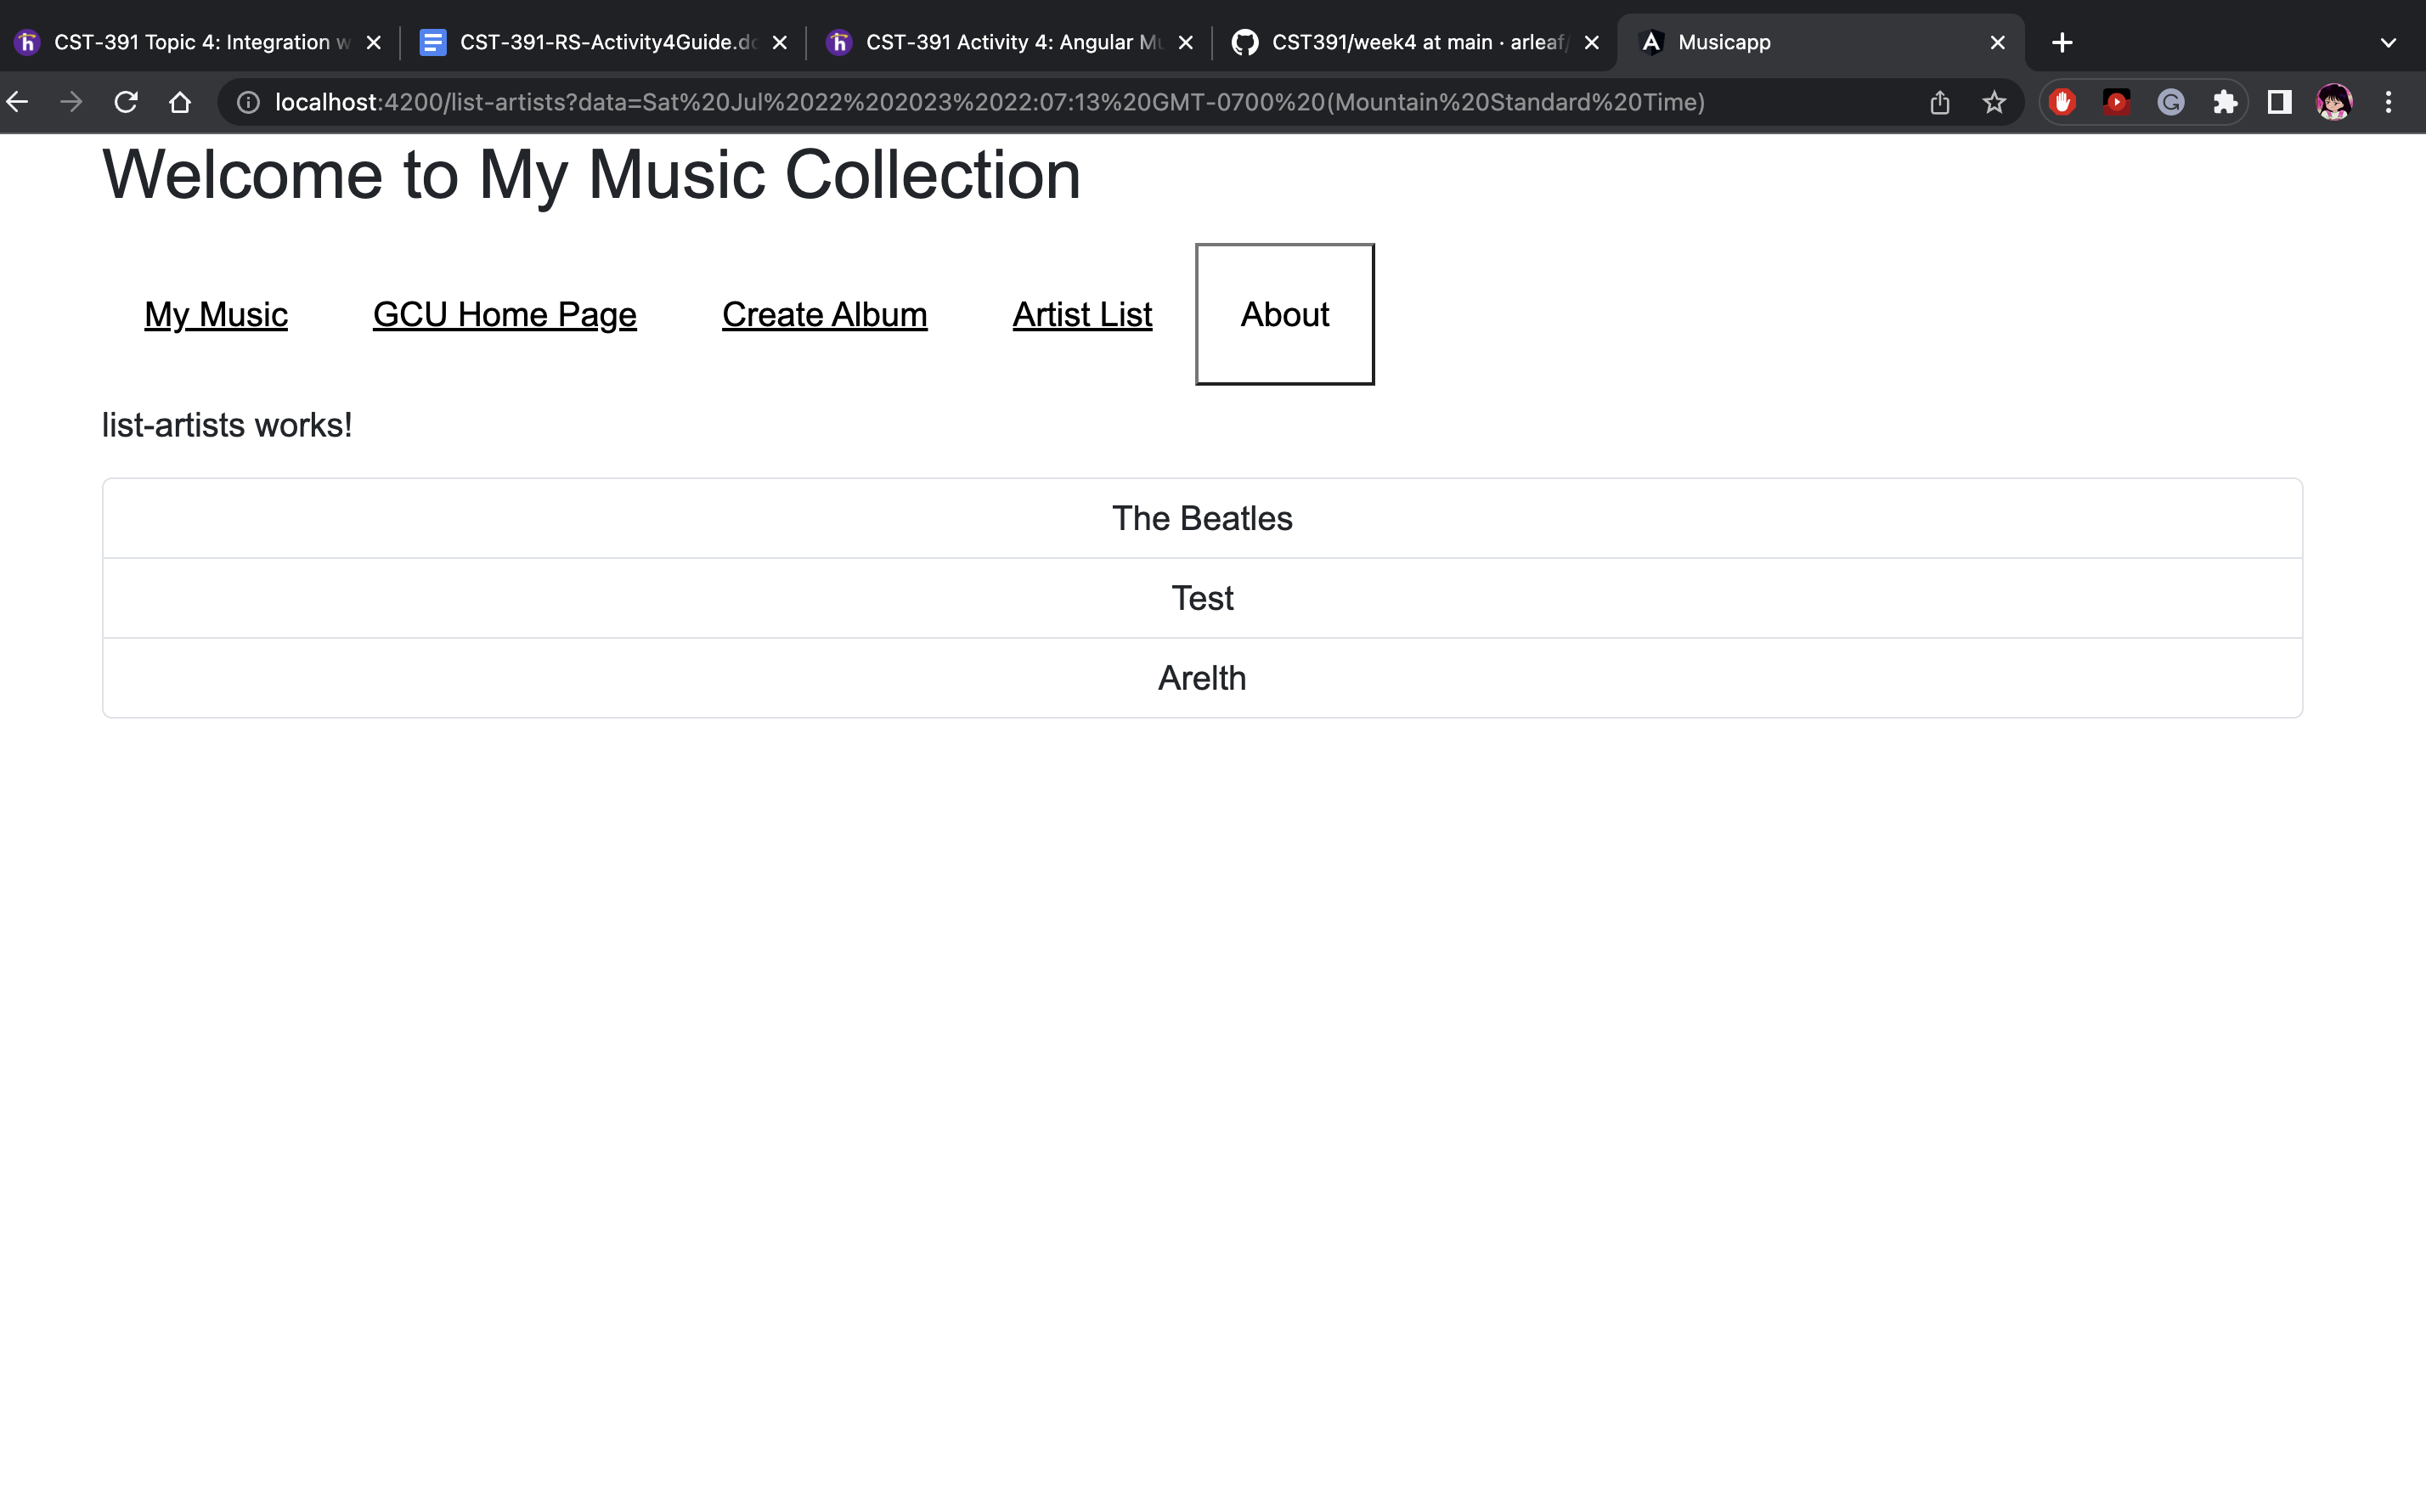 CST-391 Topic 4: Integration w
CST-391-RS-Activity4Guide.do
CST-391 Activity 4: Angular Mu
CST391/week4 at main · arleaf/
Musicapp
localhost:4200/list-artists?data=Sat%20Jul%2022%202023%2022:07:13%20GMT-0700%20(Mountain%20Standard%20Time)
Welcome to My Music Collection
My Music GCU Home Page Create Album Artist List About
list-artists works!
The Beatles
Test
Arelth